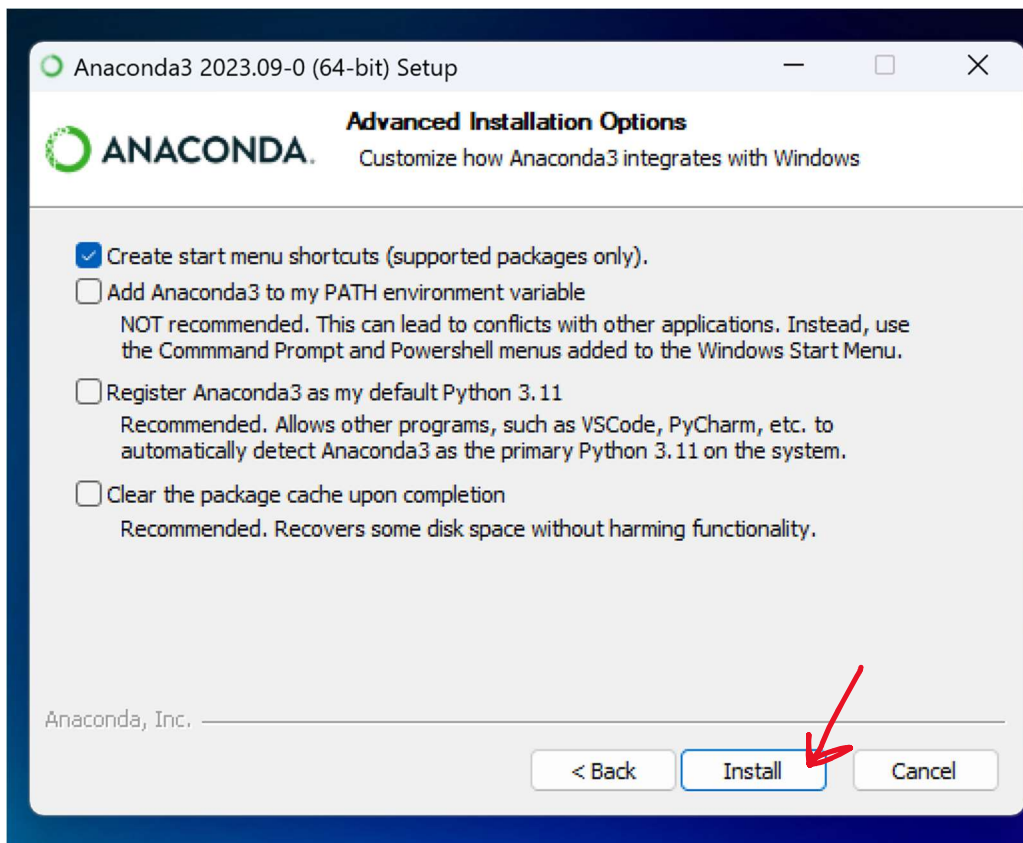 Anaconda3 2023.09-0 (64-bit) Setup
ANACONDA.
Advanced Installation Options
Customize how Anaconda3 integrates with Windows
Create start menu shortcuts (supported packages only).
Add Anaconda3 to my PATH environment variable
NOT recommended. This can lead to conflicts with other applications. Instead, use
the Commmand Prompt and Powershell menus added to the Windows Start Menu.
Register Anaconda3 as my default Python 3.11
Recommended. Allows other programs, such as VSCode, PyCharm, etc. to
automatically detect Anaconda3 as the primary Python 3.11 on the system.
Clear the package cache upon completion
Recommended. Recovers some disk space without harming functionality.
Anaconda, Inc.
< Back
Install
Cancel